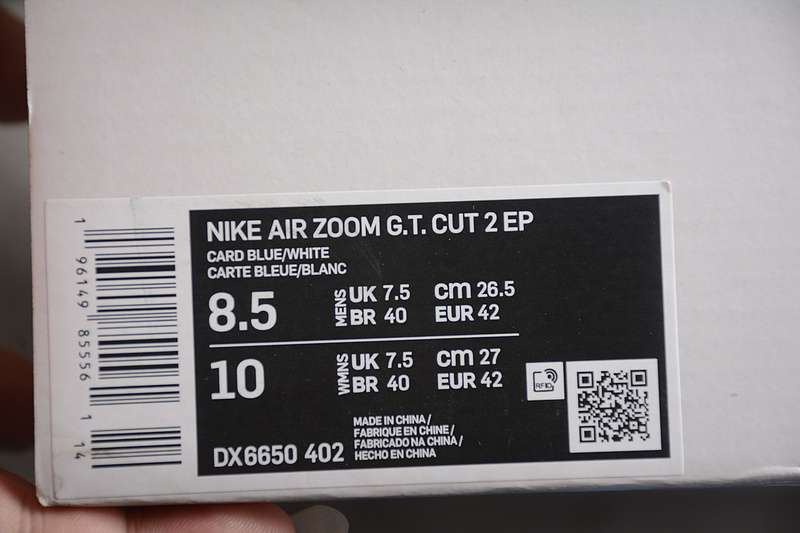 NIKE AIR ZOOM G.T. CUT 2 EP
CARD BLUE/WHITE
CARTE BLEUE/BLANC
8.5 MENS UK 7.5 cm 26.5
BR 40 EUR 42
10 WMNS UK 7.5 cm 27
BR 40 EUR 42
RFID
DX6650 402
MADE IN CHINA /
FABRIQUE EN CHINE /
FABRICADO NA CHINA /
HECHO EN CHINA
1 96149 85556 1 14